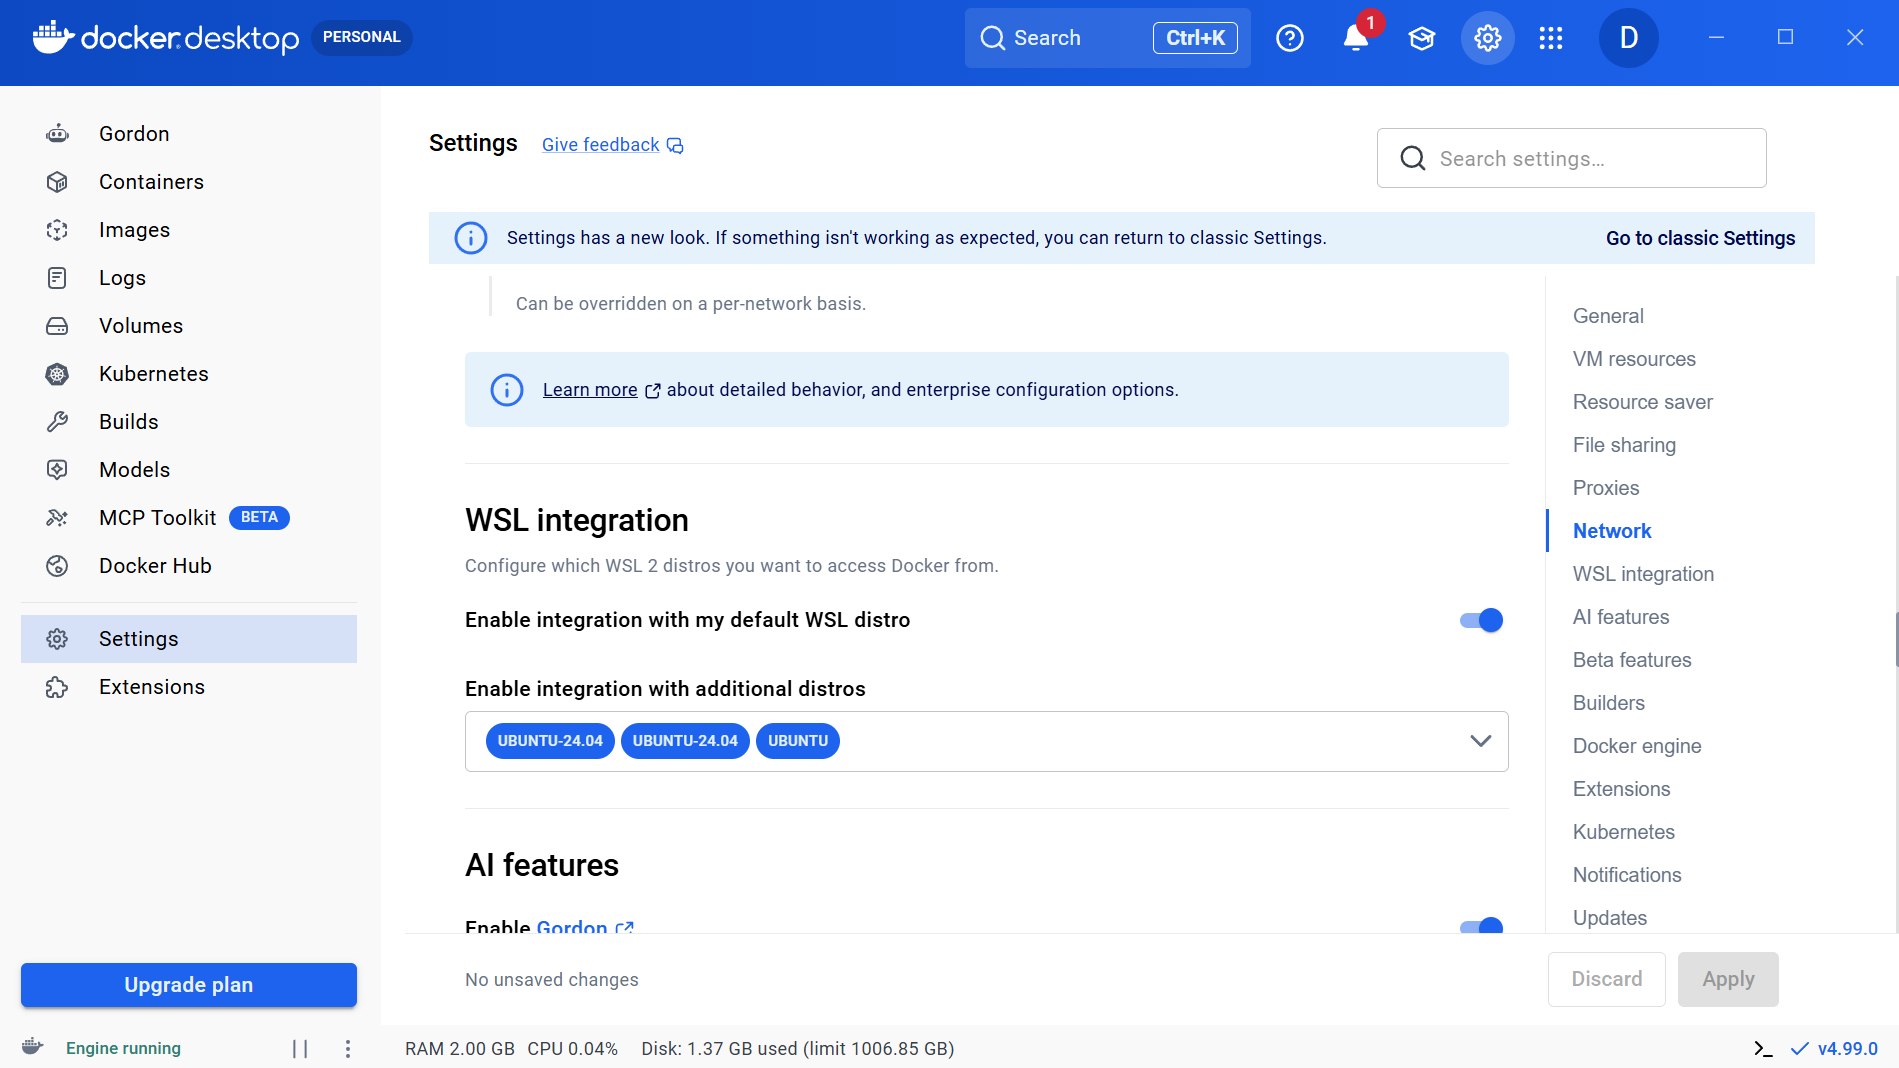 docker desktop PERSONAL
Search Ctrl+K
1
D
Gordon
Containers
Images
Logs
Volumes
Kubernetes
Builds
Models
MCP Toolkit BETA
Docker Hub
Settings
Extensions
Upgrade plan
Settings Give feedback
Search settings...
Settings has a new look. If something isn't working as expected, you can return to classic Settings. Go to classic Settings
Can be overridden on a per-network basis.
Learn more about detailed behavior, and enterprise configuration options.
WSL integration
Configure which WSL 2 distros you want to access Docker from.
Enable integration with my default WSL distro
Enable integration with additional distros
UBUNTU-24.04 UBUNTU-24.04 UBUNTU
AI features
Enable Gordon
General
VM resources
Resource saver
File sharing
Proxies
Network
WSL integration
AI features
Beta features
Builders
Docker engine
Extensions
Kubernetes
Notifications
Updates
No unsaved changes
Discard Apply
Engine running
RAM 2.00 GB CPU 0.04% Disk: 1.37 GB used (limit 1006.85 GB)
v4.99.0